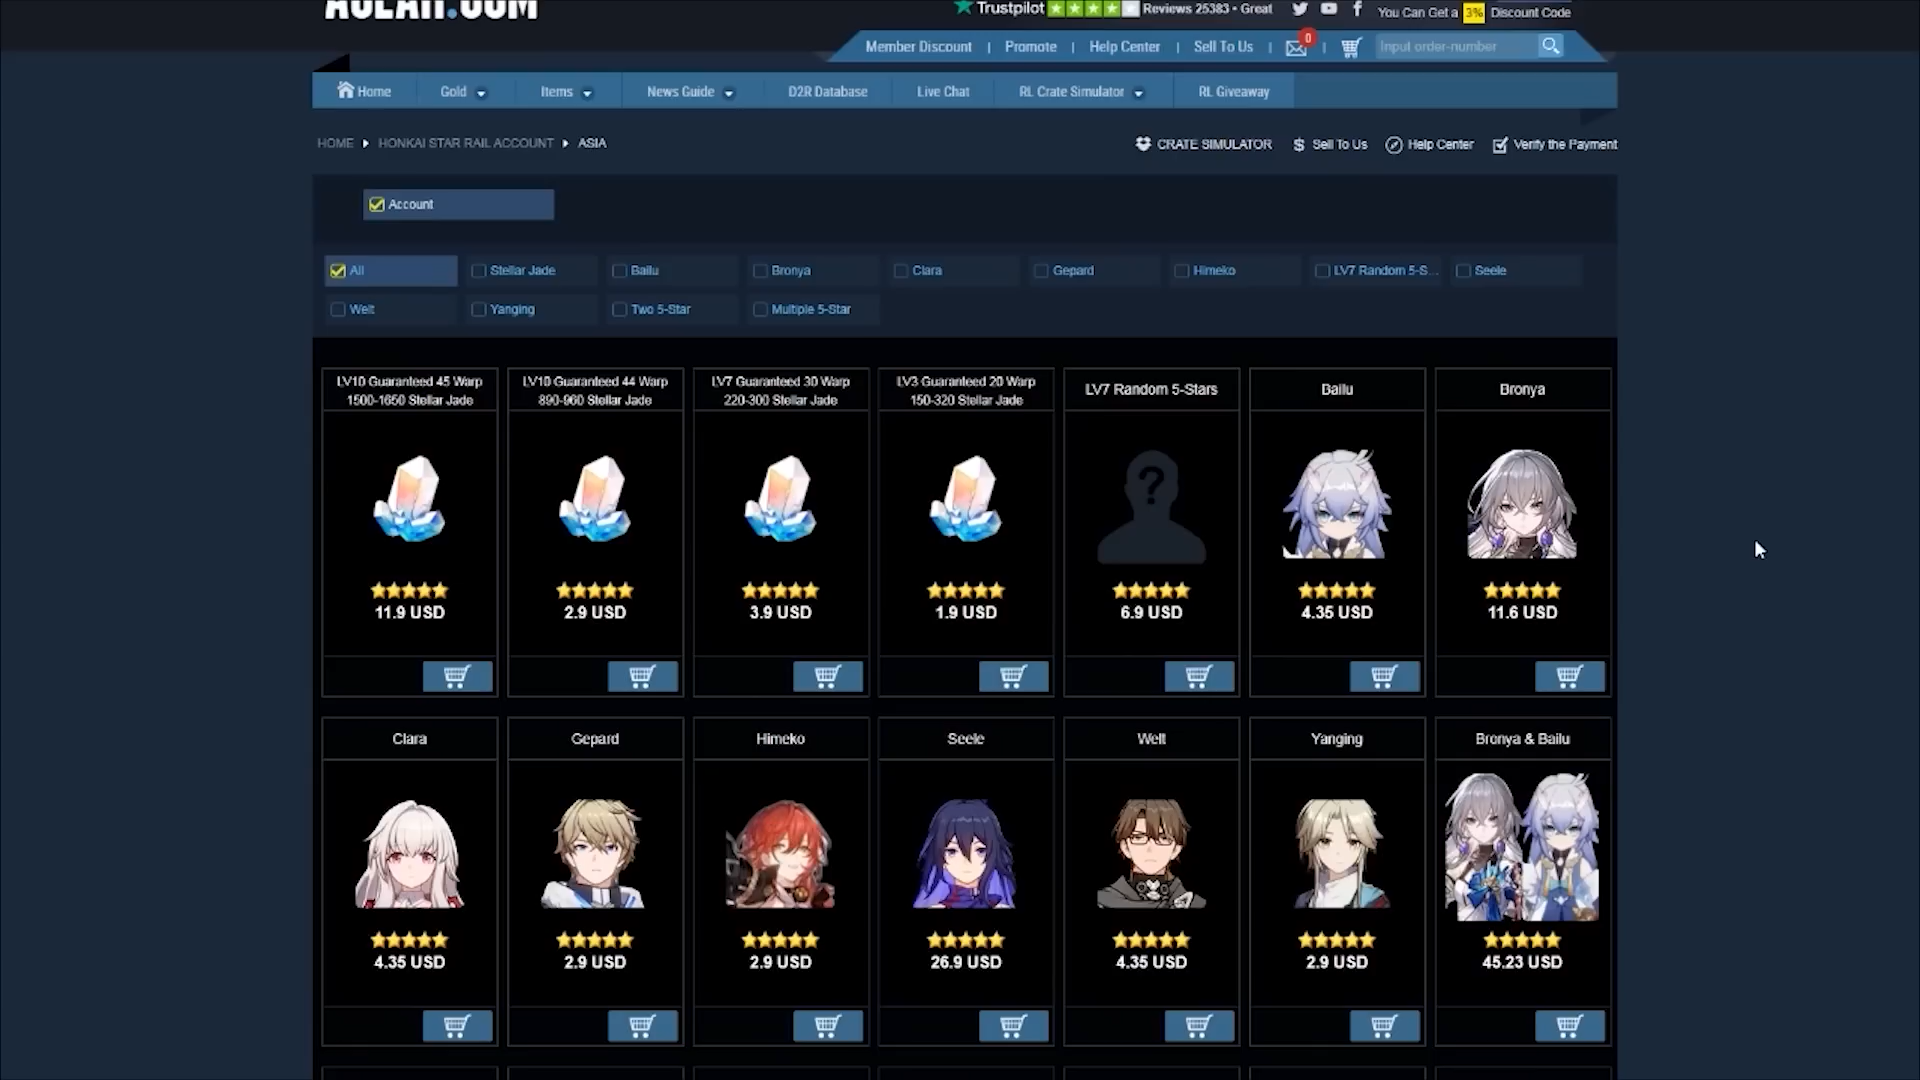 AOEAH.COM
Trustpilot Reviews 25383 • Great
You Can Get a 3% Discount Code
Member Discount | Promote | Help Center | Sell To Us | 0 | Input order-number
Home Gold Items News Guide D2R Database Live Chat RL Crate Simulator RL Giveaway
HOME HONKAI STAR RAIL ACCOUNT ASIA
CRATE SIMULATOR $ Sell To Us Help Center Verify the Payment
Account
All Stellar Jade Bailu Bronya Clara Gepard Himeko LV7 Random 5-S... Seele
Welt Yanqing Two 5-Star Multiple 5-Star
LV10 Guaranteed 45 Warp
1500-1650 Stellar Jade
11.9 USD
LV10 Guaranteed 44 Warp
890-960 Stellar Jade
2.9 USD
LV7 Guaranteed 30 Warp
220-300 Stellar Jade
3.9 USD
LV3 Guaranteed 20 Warp
150-320 Stellar Jade
1.9 USD
LV7 Random 5-Stars
?
6.9 USD
Bailu
4.35 USD
Bronya
11.6 USD
Clara
4.35 USD
Gepard
2.9 USD
Himeko
2.9 USD
Seele
26.9 USD
Welt
4.35 USD
Yanqing
2.9 USD
Bronya & Bailu
45.23 USD